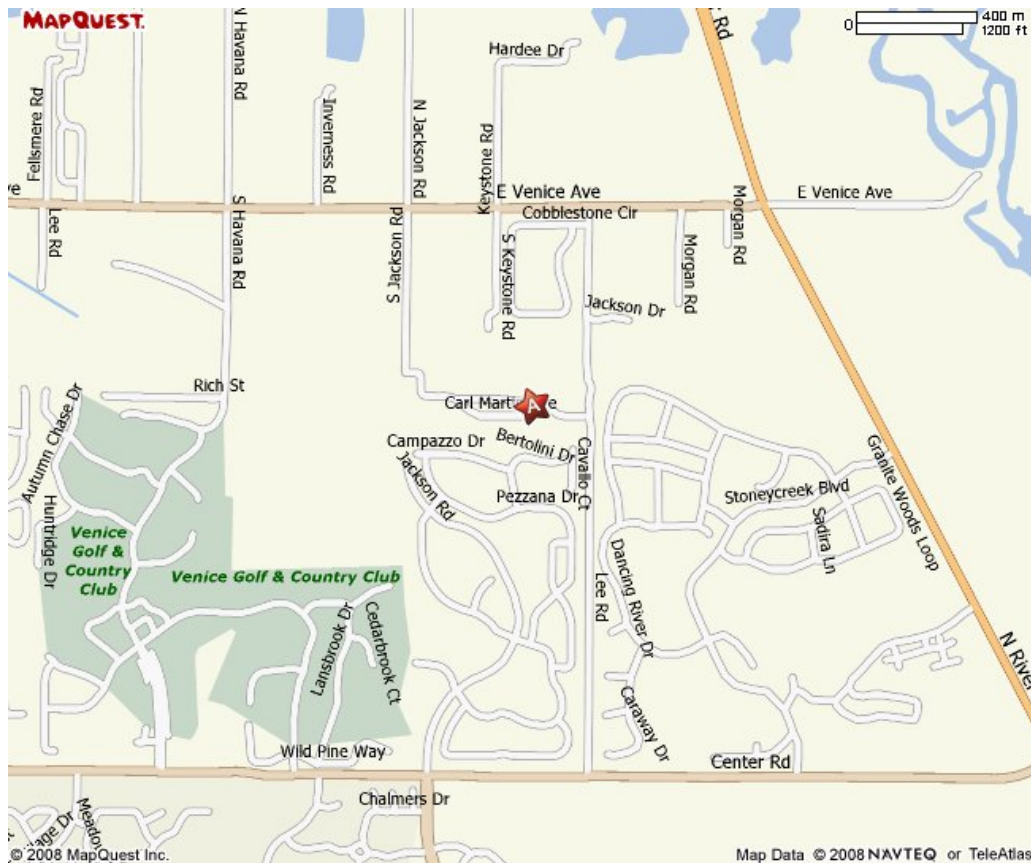 MAPQUEST.
400 m
0
1200 ft
Rd
N Havana Rd
Hardee Dr
Fellsmere Rd
Inverness Rd
N Jackson Rd
Keystone Rd
E Venice Ave
Morgan Rd
E Venice Ave
Cobblestone Cir
Lee Rd
S Havana Rd
S Jackson Rd
S Keystone Rd
Morgan Rd
Jackson Dr
Rich St
Carl Mart
A
Autumn Chase Dr
Campazzo Dr
Bertolini Dr
Cavallo Ct
Jackson Rd
Pezzana Dr
Stoneycreek Blvd
Granite Woods Loop
Sadira Ln
Huntridge Dr
Venice
Golf &
Country
Club
Venice Golf & Country Club
Lansbrook Dr
Cedarbrook Ct
Lee Rd
Dancing River Dr
Caraway Dr
N River
Wild Pine Way
Center Rd
Chalmers Dr
Meadow
llage Dr
© 2008 MapQuest Inc.
Map Data © 2008 NAVTEQ or TeleAtlas